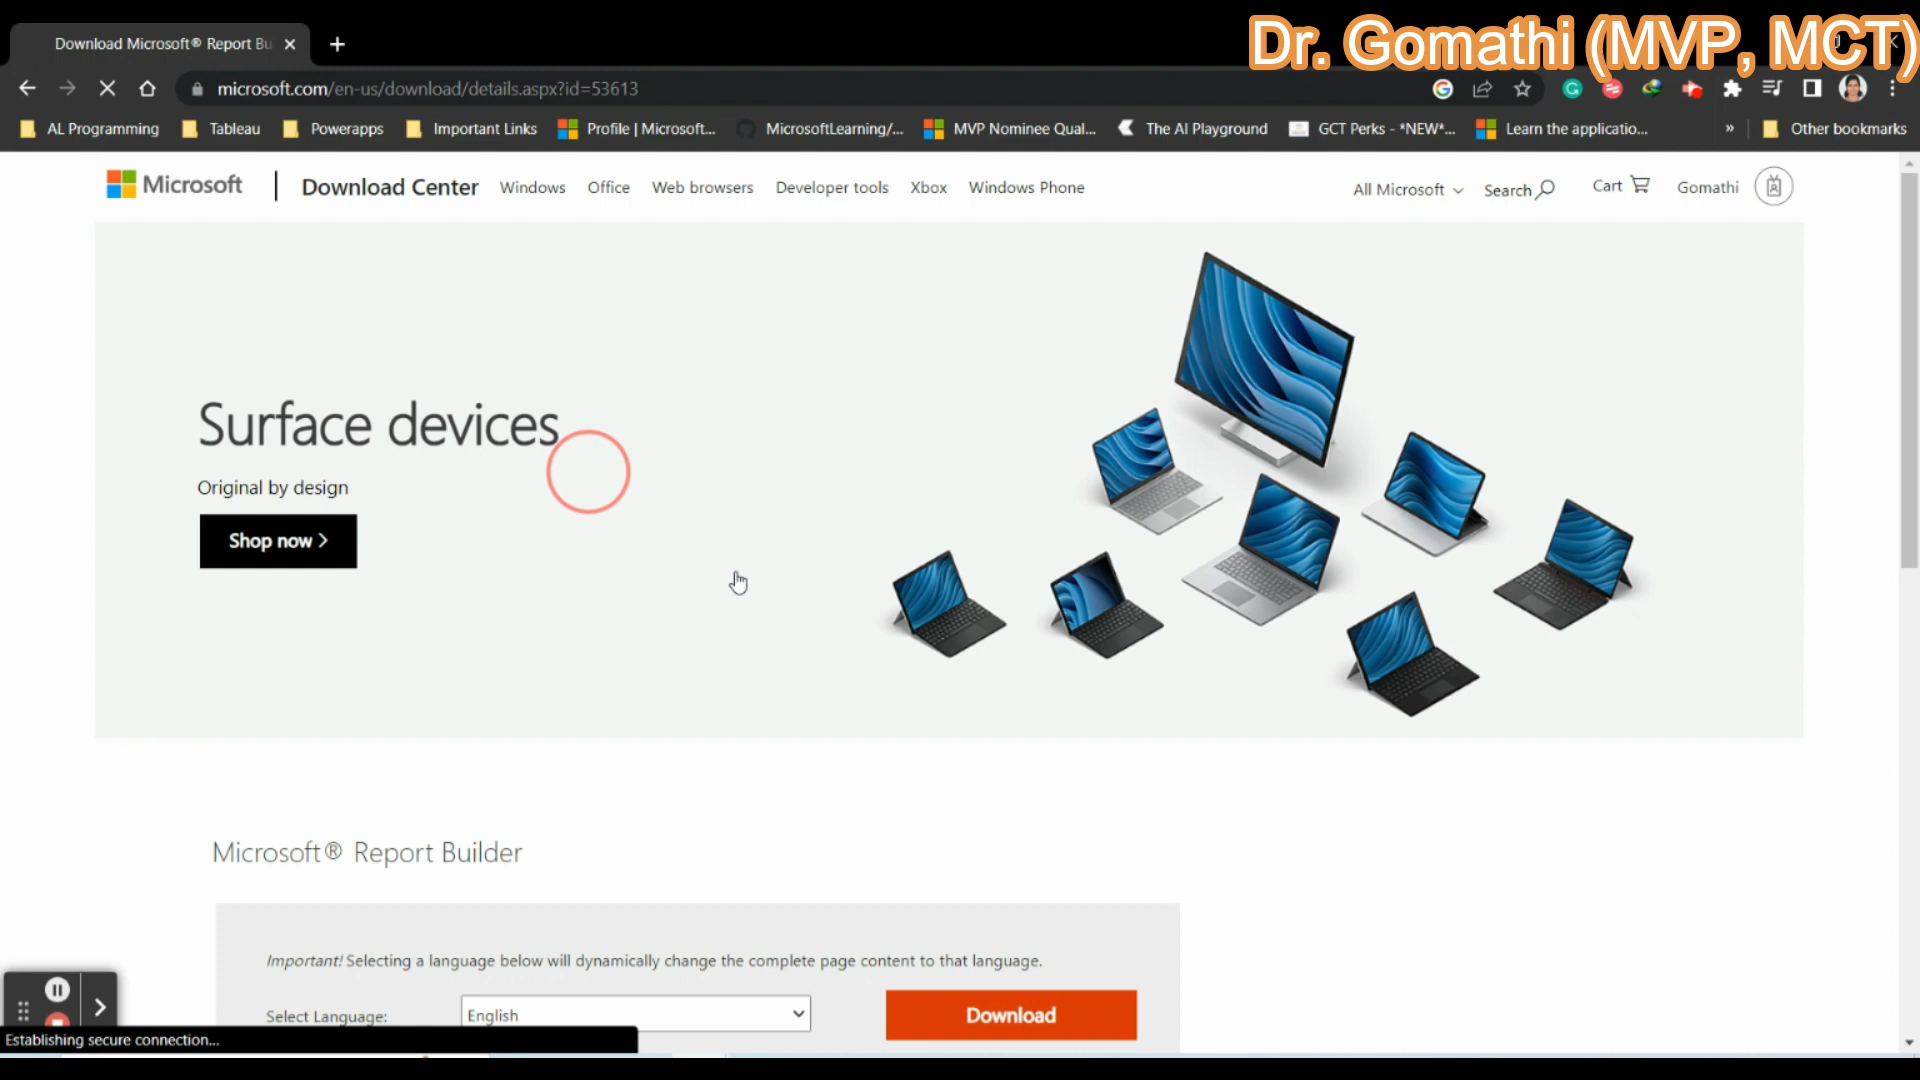 Dr. Gomathi (MVP, MCT)
Download Microsoft® Report Bu
microsoft.com/en-us/download/details.aspx?id=53613
AL Programming Tableau Powerapps Important Links Profile | Microsoft... MicrosoftLearning/... MVP Nominee Qual... The AI Playground GCT Perks - *NEW*... Learn the applicatio... » Other bookmarks
Microsoft Download Center Windows Office Web browsers Developer tools Xbox Windows Phone All Microsoft Search Cart Gomathi
Surface devices
Original by design
Shop now >
Microsoft® Report Builder
Important! Selecting a language below will dynamically change the complete page content to that language.
Select Language: English Download
Establishing secure connection...